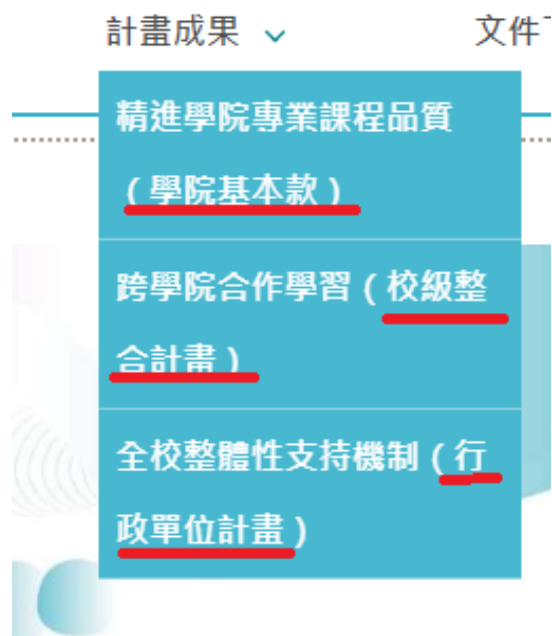 計畫成果
文件
精進學院專業課程品質
（學院基本款）
跨學院合作學習（校級整
合計畫）
全校整體性支持機制（行
政單位計畫）